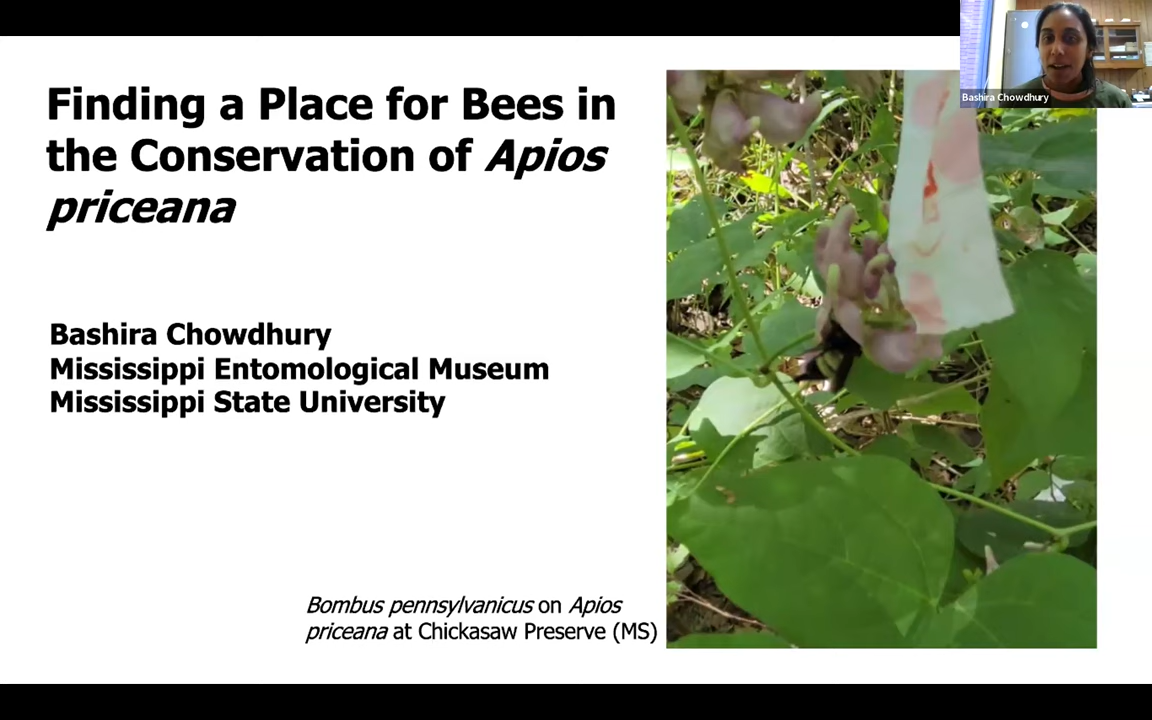 Finding a Place for Bees in
the Conservation of Apios
priceana
Bashira Chowdhury
Mississippi Entomological Museum
Mississippi State University
Bombus pennsylvanicus on Apios
priceana at Chickasaw Preserve (MS)
Bashira Chowdhury